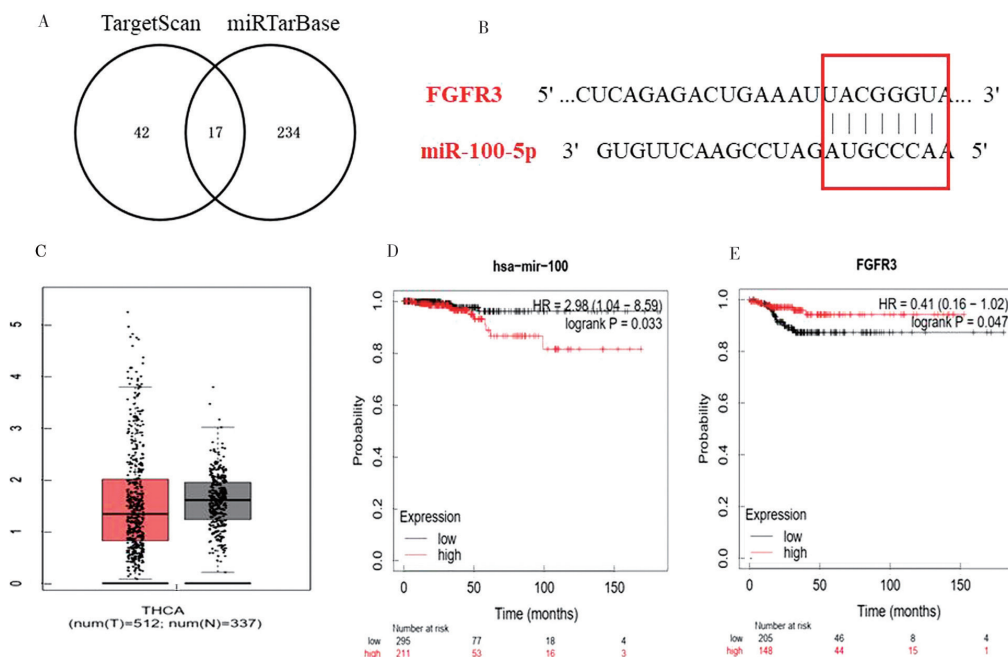 A
TargetScan miRTarBase
42 17 234
B
FGFR3 5' ...CUCAGAGACUGAAAUUACGGGUA... 3'
miR-100-5p 3' GUGUUCAAGCCUAGAUGCCCAA 5'
C
5
4
3
2
1
0
THCA
(num(T)=512; num(N)=337)
D
hsa-mir-100
HR = 2.98 (1.04 − 8.59)
logrank P = 0.033
Probability
1.0
0.8
0.6
0.4
0.2
0.0
Expression
low
high
0 50 100 150
Time (months)
Number at risk
low 295 77 18 4
high 211 53 16 3
E
FGFR3
HR = 0.41 (0.16 − 1.02)
logrank P = 0.047
Probability
1.0
0.8
0.6
0.4
0.2
0.0
Expression
low
high
0 50 100 150
Time (months)
Number at risk
low 205 46 8 4
high 148 44 15 1